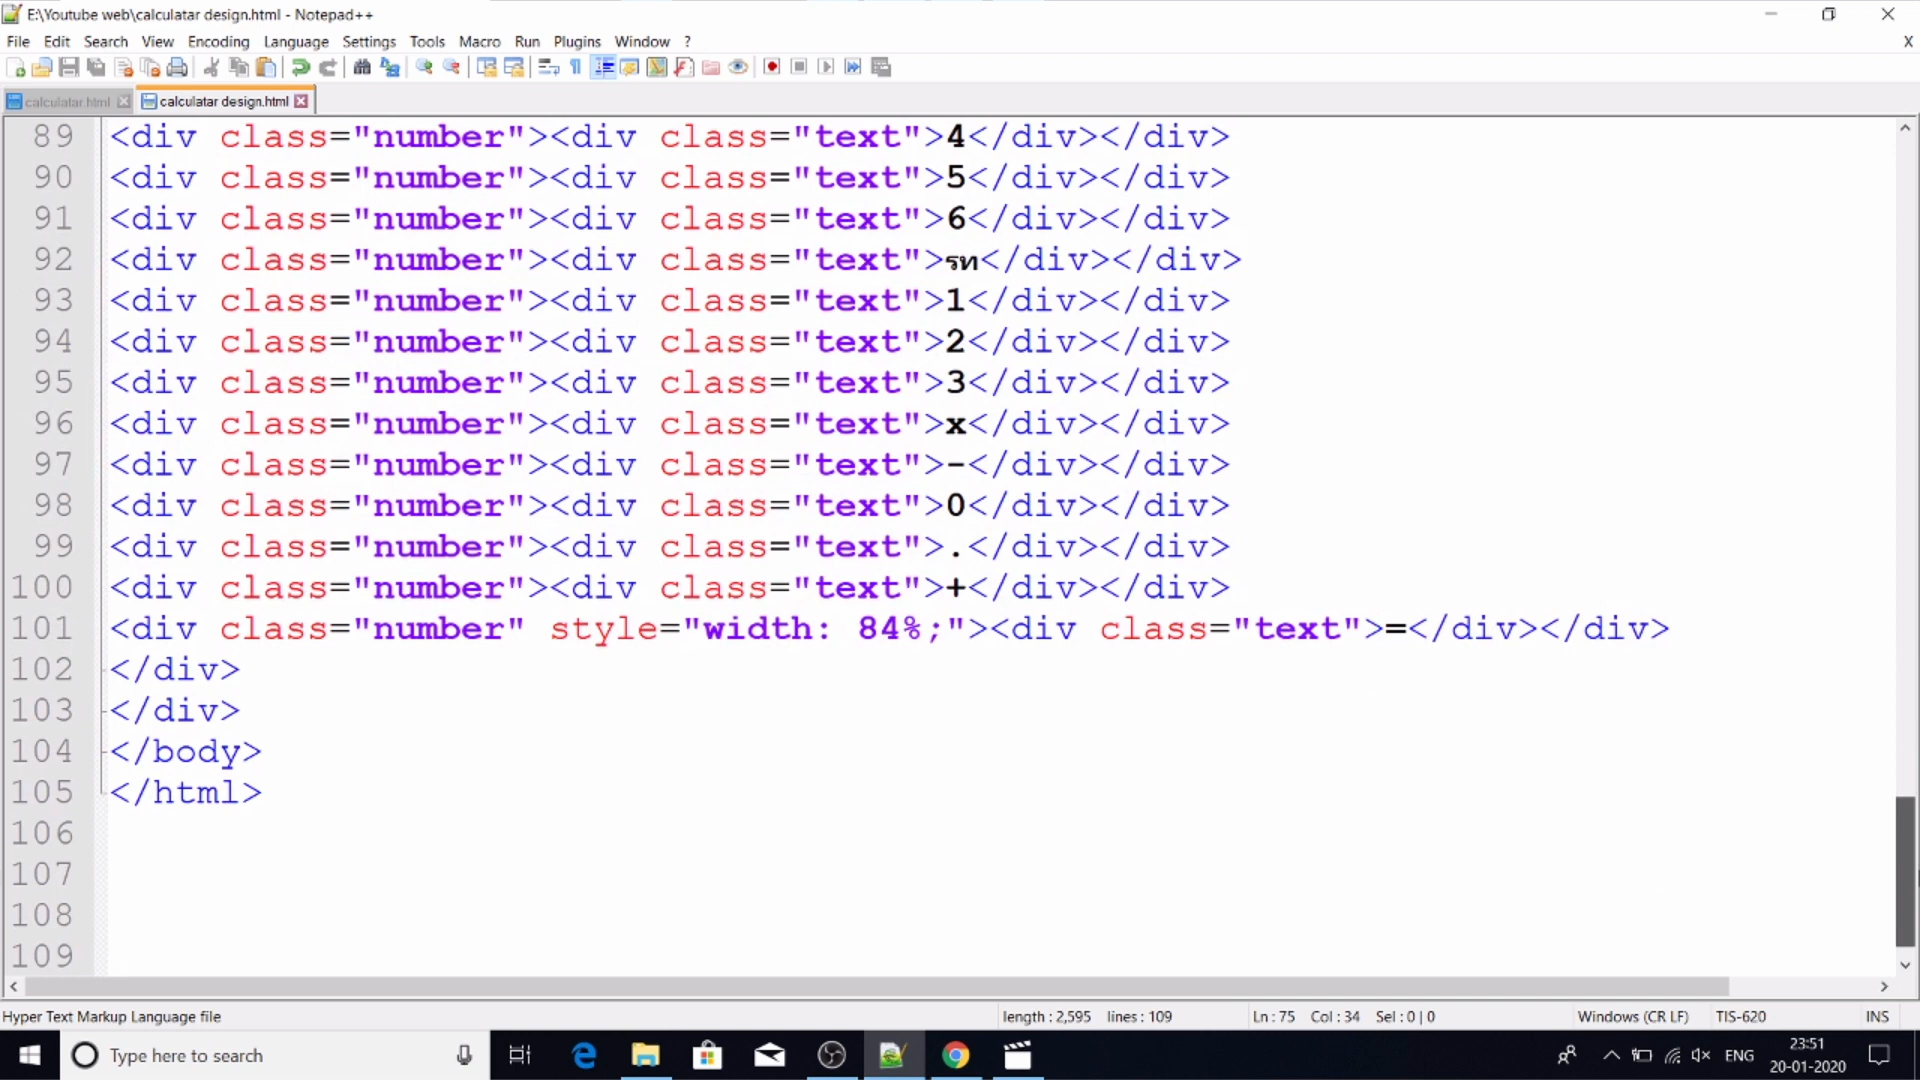 E:\Youtube web\calculatar design.html - Notepad++
File Edit Search View Encoding Language Settings Tools Macro Run Plugins Window ? X
calculatar.html calculatar design.html
89 <div class="number"><div class="text">4</div></div>
90 <div class="number"><div class="text">5</div></div>
91 <div class="number"><div class="text">6</div></div>
92 <div class="number"><div class="text">รท</div></div>
93 <div class="number"><div class="text">1</div></div>
94 <div class="number"><div class="text">2</div></div>
95 <div class="number"><div class="text">3</div></div>
96 <div class="number"><div class="text">x</div></div>
97 <div class="number"><div class="text">-</div></div>
98 <div class="number"><div class="text">0</div></div>
99 <div class="number"><div class="text">.</div></div>
100 <div class="number"><div class="text">+</div></div>
101 <div class="number" style="width: 84%;"><div class="text">=</div></div>
102 </div>
103 </div>
104 </body>
105 </html>
106
107
108
109
Hyper Text Markup Language file length : 2,595 lines : 109 Ln : 75 Col : 34 Sel : 0 | 0 Windows (CR LF) TIS-620 INS
Type here to search ENG 23:51
20-01-2020